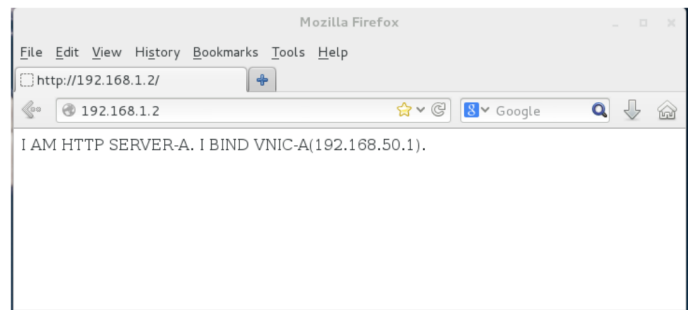 Mozilla Firefox
File Edit View History Bookmarks Tools Help
http://192.168.1.2/
192.168.1.2 8 Google
I AM HTTP SERVER-A. I BIND VNIC-A(192.168.50.1).